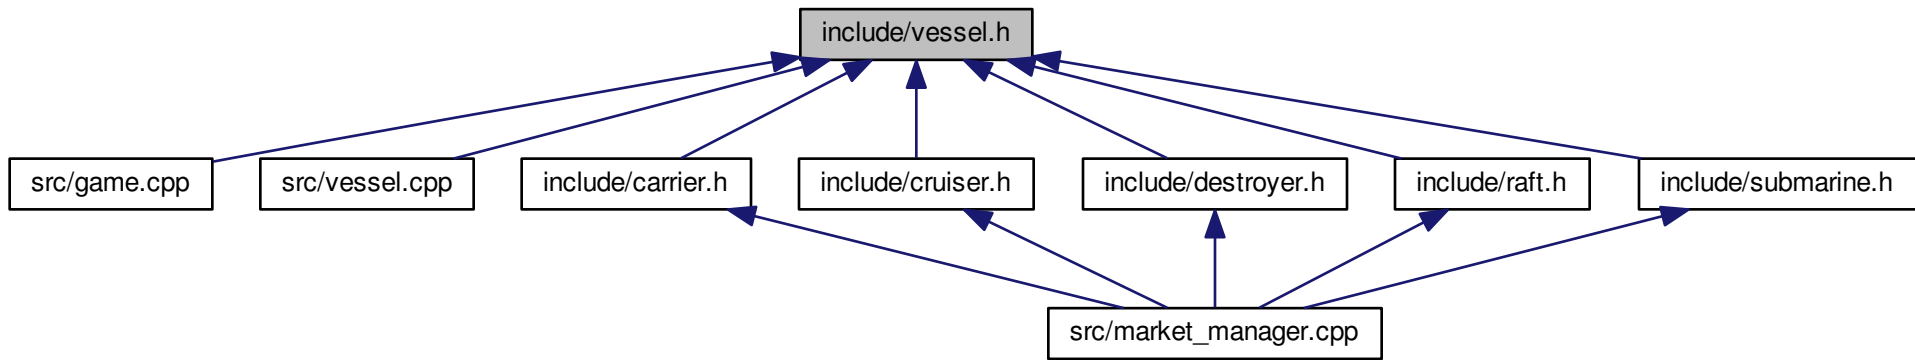 include/vessel.h
src/game.cpp
src/vessel.cpp
include/carrier.h
include/cruiser.h
include/destroyer.h
include/raft.h
include/submarine.h
src/market_manager.cpp